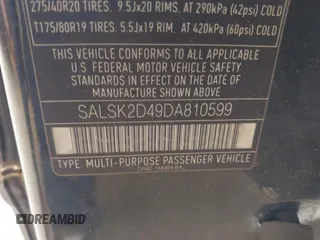 275/40R20 TIRES. 9.5Jx20 RIMS. AT 290kPa (42psi) COLD
T175/80R19 TIRES. 5.5Jx19 RIM. AT 420kPa (60psi) COLD
THIS VEHICLE CONFORMS TO ALL APPLICABLE
U.S. FEDERAL MOTOR VEHICLE SAFETY STANDARDS
IN EFFECT ON THE DATE OF MANUFACTURE
SHOWN ABOVE.
SALSK2D49DA810599
TYPE: MULTI-PURPOSE PASSENGER VEHICLE
DREAMBID